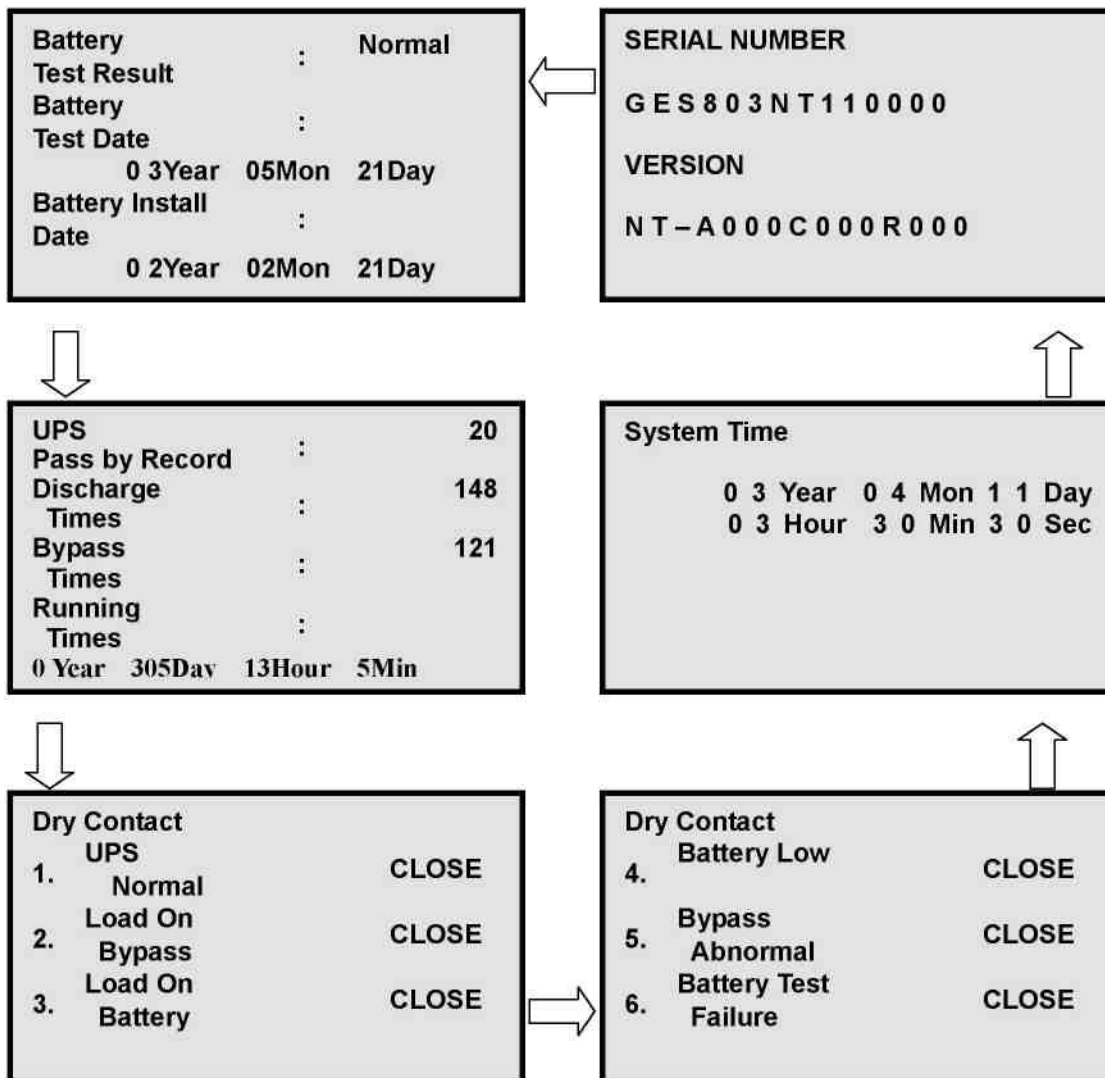 Battery
Test Result : Normal
Battery
Test Date :
0 3Year 05Mon 21Day
Battery Install
Date :
0 2Year 02Mon 21Day
SERIAL NUMBER
G E S 8 0 3 N T 1 1 0 0 0 0
VERSION
N T – A 0 0 0 C 0 0 0 R 0 0 0
UPS
Pass by Record : 20
Discharge
Times : 148
Bypass
Times : 121
Running
Times :
0 Year 305Day 13Hour 5Min
System Time
0 3 Year 0 4 Mon 1 1 Day
0 3 Hour 3 0 Min 3 0 Sec
Dry Contact
1. UPS
Normal CLOSE
2. Load On
Bypass CLOSE
3. Load On
Battery CLOSE
Dry Contact
4. Battery Low CLOSE
5. Bypass
Abnormal CLOSE
6. Battery Test
Failure CLOSE